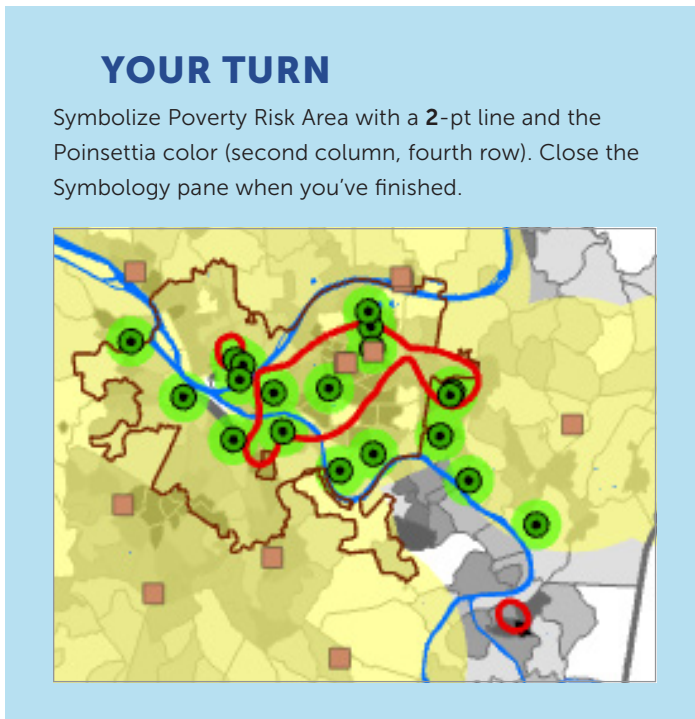 YOUR TURN
Symbolize Poverty Risk Area with a 2-pt line and the
Poinsettia color (second column, fourth row). Close the
Symbology pane when you’ve finished.